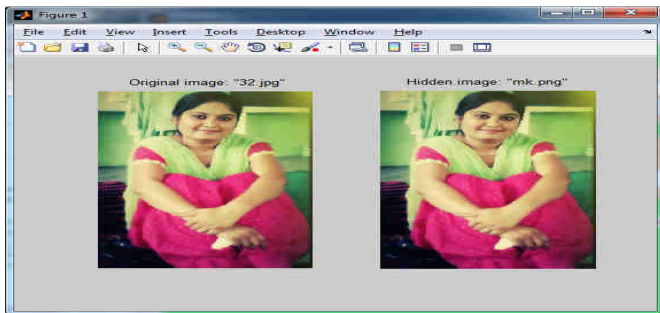 Figure 1
File Edit View Insert Tools Desktop Window Help
Original image: "32.jpg"
Hidden image: "mk.png"